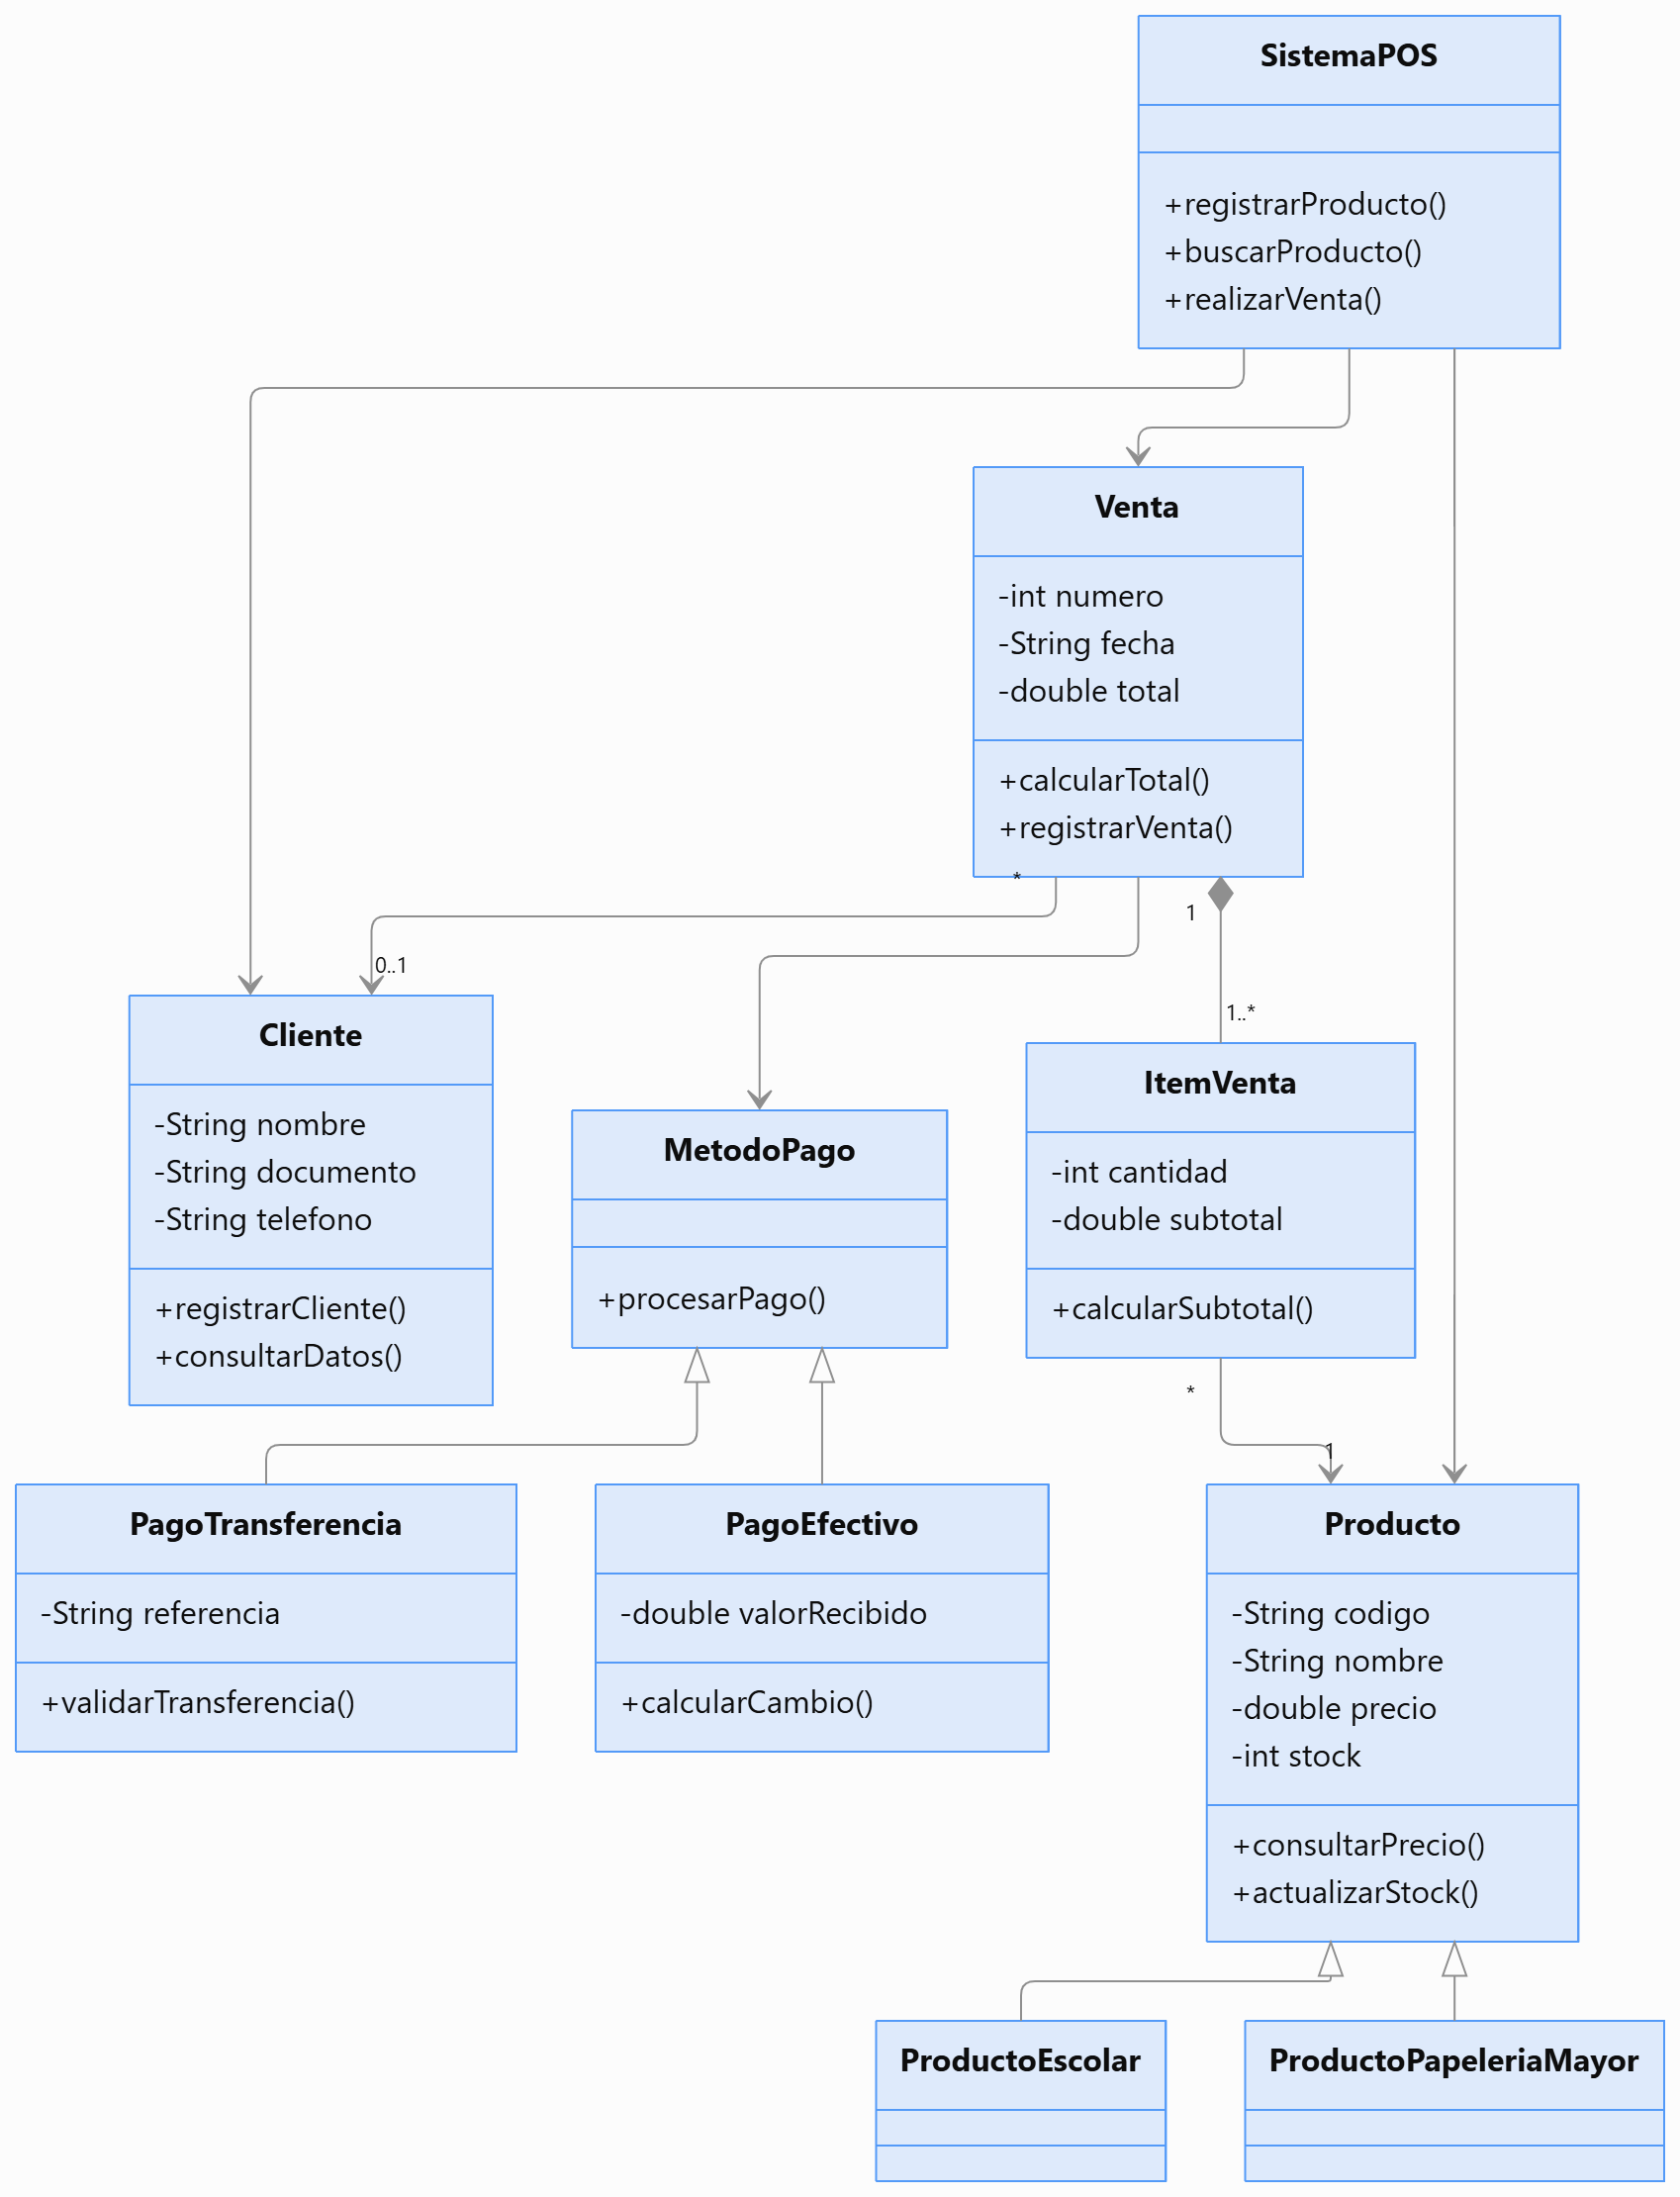 SistemaPOS
+registrarProducto()
+buscarProducto()
+realizarVenta()
Venta
-int numero
-String fecha
-double total
+calcularTotal()
+registrarVenta()
*
1
0..1
1..*
Cliente
-String nombre
-String documento
-String telefono
+registrarCliente()
+consultarDatos()
MetodoPago
+procesarPago()
ItemVenta
-int cantidad
-double subtotal
+calcularSubtotal()
*
1
PagoTransferencia
-String referencia
+validarTransferencia()
PagoEfectivo
-double valorRecibido
+calcularCambio()
Producto
-String codigo
-String nombre
-double precio
-int stock
+consultarPrecio()
+actualizarStock()
ProductoEscolar
ProductoPapeleriaMayor